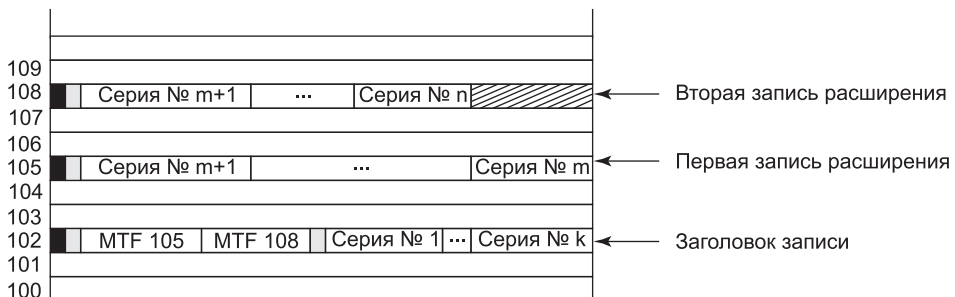 109
108 Серия № m+1 ... Серия № n Вторая запись расширения
107
106
105 Серия № m+1 ... Серия № m Первая запись расширения
104
103
102 MTF 105 MTF 108 Серия № 1 ... Серия № k Заголовок записи
101
100